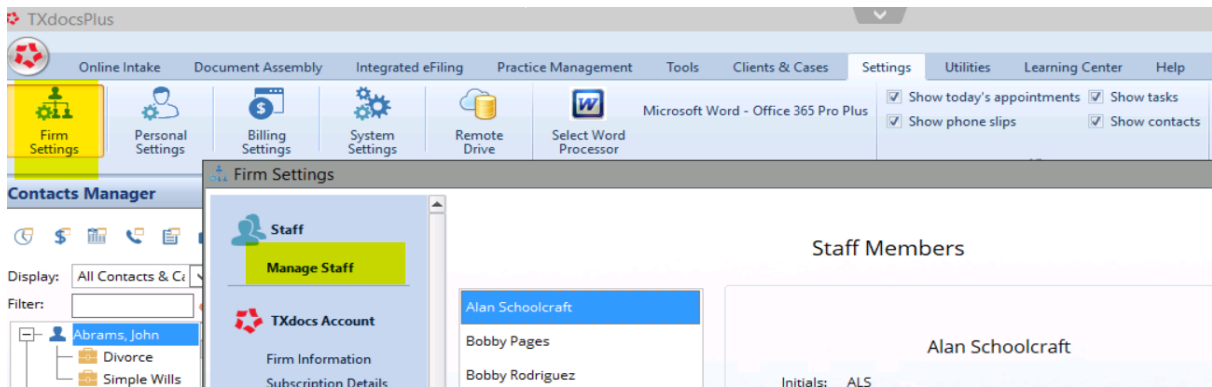 TXdocsPlus
Online Intake Document Assembly Integrated eFiling Practice Management Tools Clients & Cases Settings Utilities Learning Center Help
Firm Settings
Personal Settings
Billing Settings
System Settings
Remote Drive
Select Word Processor
Microsoft Word - Office 365 Pro Plus
Show today's appointments Show tasks
Show phone slips Show contacts
Contacts Manager
Display: All Contacts & Ca
Filter:
Abrams, John
Divorce
Simple Wills
Firm Settings
Staff
Manage Staff
TXdocs Account
Firm Information
Subscription Details
Staff Members
Alan Schoolcraft
Bobby Pages
Bobby Rodriguez
Alan Schoolcraft
Initials: ALS